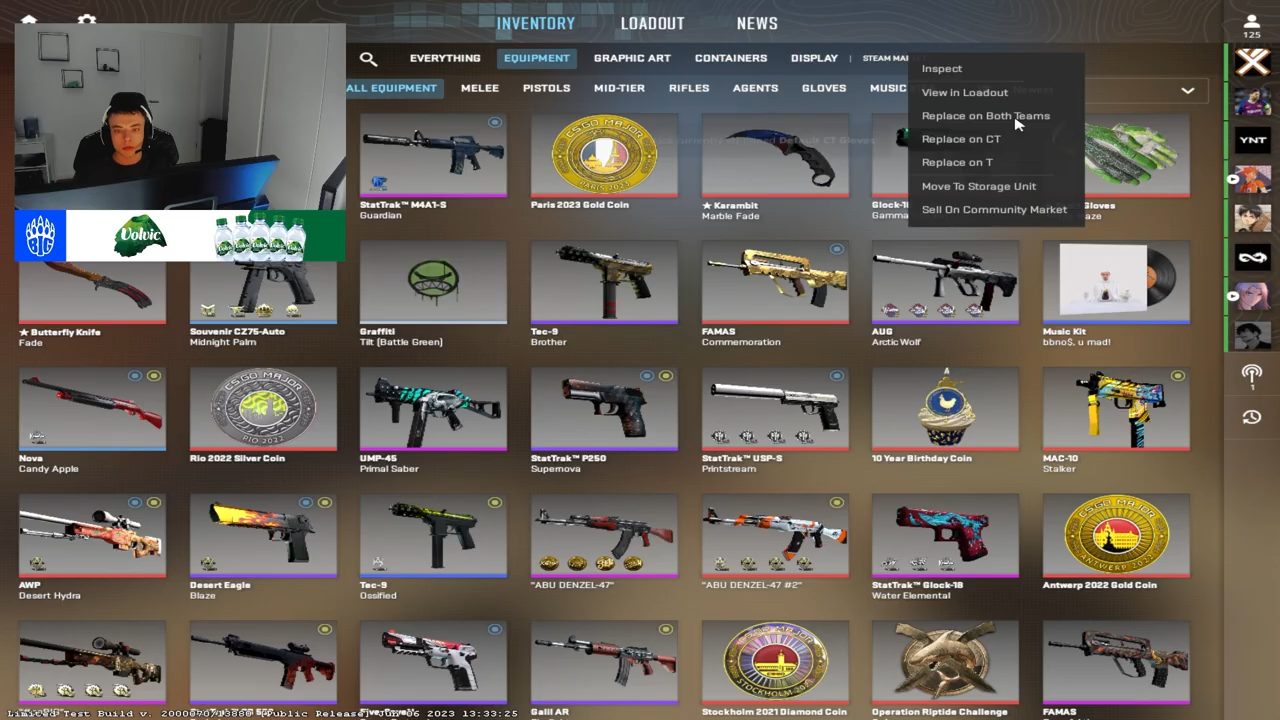 INVENTORY
LOADOUT
NEWS
125
EVERYTHING
EQUIPMENT
GRAPHIC ART
CONTAINERS
DISPLAY
ALL EQUIPMENT
MELEE
PISTOLS
MID-TIER
RIFLES
AGENTS
GLOVES
MUSIC
Newest
Inspect
View in Loadout
Replace on Both Teams
Replace on CT
Replace on T
Move To Storage Unit
Sell On Community Market
Volvic
YNT
1
StatTrak™ M4A1-S
Guardian
Paris 2023 Gold Coin
★ Karambit
Marble Fade
Glock-18
Gloves
★ Butterfly Knife
Fade
Souvenir CZ75-Auto
Midnight Palm
Graffiti
Tilt (Battle Green)
Tec-9
Brother
FAMAS
Commemoration
AUG
Arctic Wolf
Music Kit
bbno$, u mad!
Nova
Candy Apple
Rio 2022 Silver Coin
UMP-45
Primal Saber
StatTrak™ P250
Supernova
StatTrak™ USP-S
Printstream
10 Year Birthday Coin
MAC-10
Stalker
AWP
Desert Hydra
Desert Eagle
Blaze
Tec-9
Ossified
"ABU DENZEL-47"
"ABU DENZEL-47 #2"
StatTrak™ Glock-18
Water Elemental
Antwerp 2022 Gold Coin
Galil AR
Stockholm 2021 Diamond Coin
Operation Riptide Challenge
FAMAS